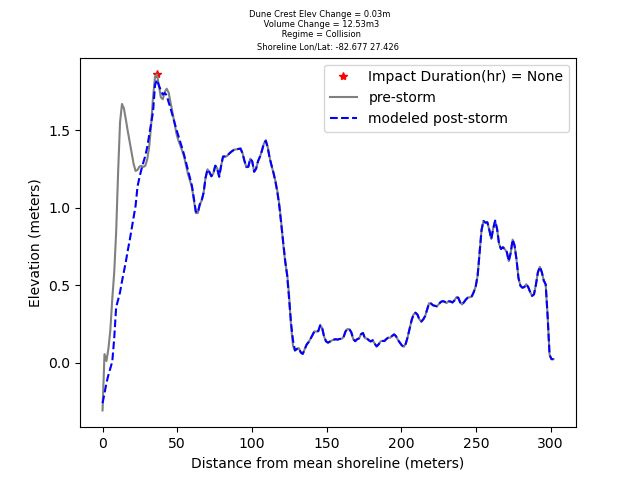 Dune Crest Elev Change = 0.03m
Volume Change = 12.53m3
Regime = Collision
Shoreline Lon/Lat: -82.677 27.426
Impact Duration(hr) = None
pre-storm
modeled post-storm
Elevation (meters)
1.5
1.0
0.5
0.0
0 50 100 150 200 250 300
Distance from mean shoreline (meters)